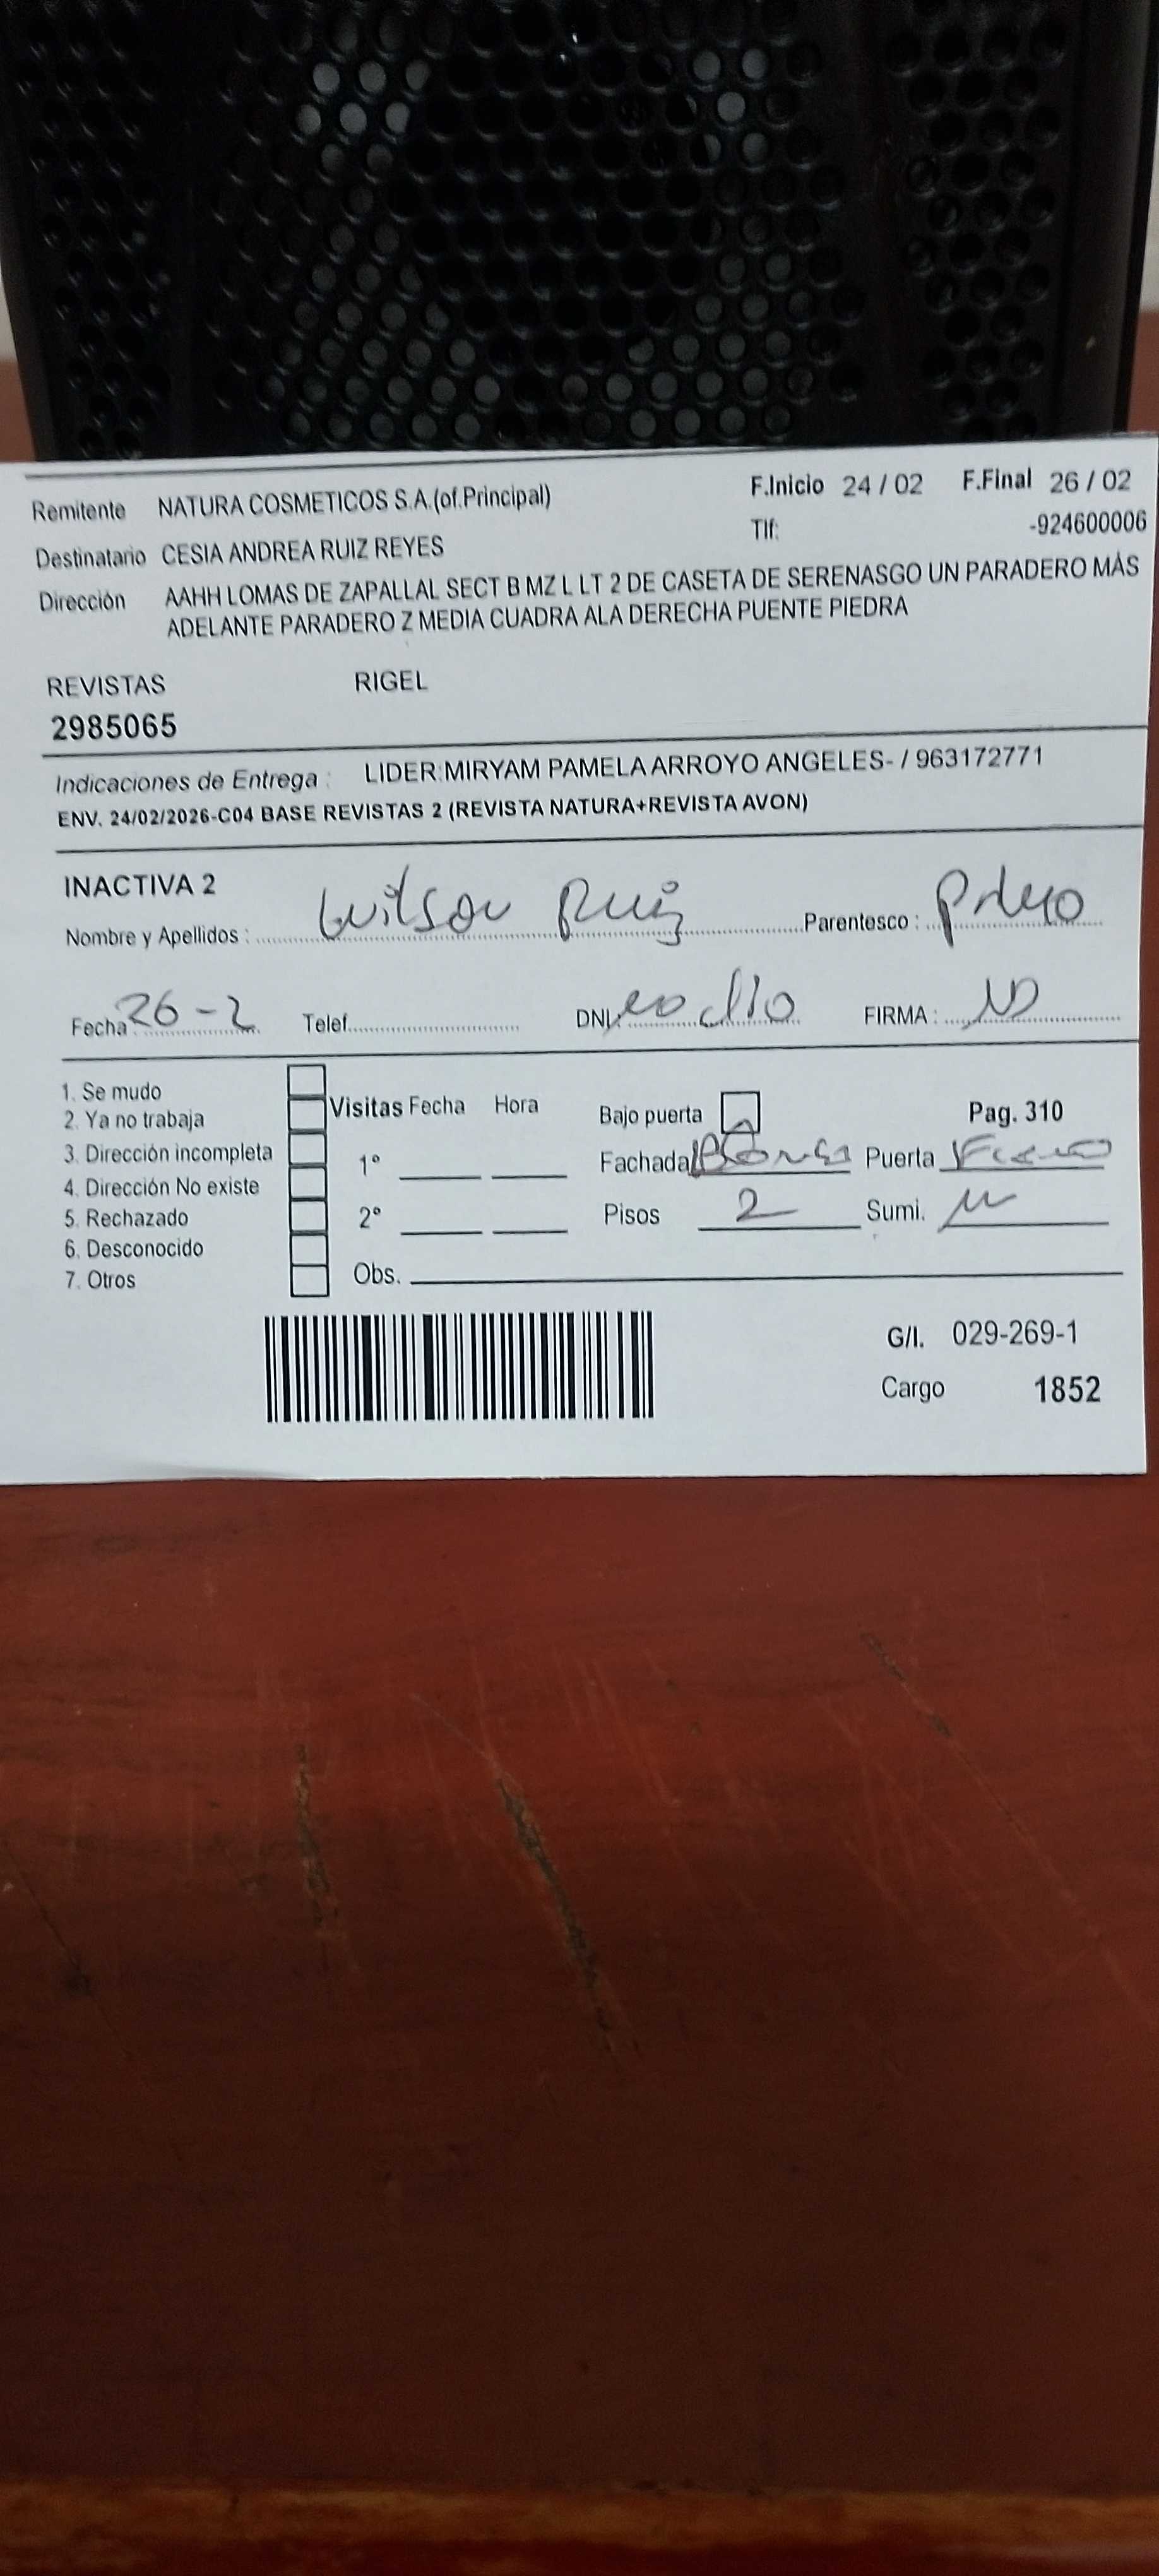 Remitente NATURA COSMETICOS S.A.(of.Principal) F.Inicio 24 / 02 F.Final 26 / 02
Tlf: -924600006
Destinatario CESIA ANDREA RUIZ REYES
Dirección AAHH LOMAS DE ZAPALLAL SECT B MZ L LT 2 DE CASETA DE SERENASGO UN PARADERO MÁS
ADELANTE PARADERO Z MEDIA CUADRA ALA DERECHA PUENTE PIEDRA
REVISTAS RIGEL
2985065
Indicaciones de Entrega : LIDER:MIRYAM PAMELA ARROYO ANGELES- / 963172771
ENV. 24/02/2026-C04 BASE REVISTAS 2 (REVISTA NATURA+REVISTA AVON)
INACTIVA 2
Nombre y Apellidos : Wilson Ruiz Parentesco :
Fecha 26-2 Telef. DNI. no dio FIRMA :
1. Se mudo
2. Ya no trabaja
3. Dirección incompleta
4. Dirección No existe
5. Rechazado
6. Desconocido
7. Otros
Visitas Fecha Hora
1°
2°
Obs.
Bajo puerta Pag. 310
Fachada Puerta
Pisos 2 Sumi.
G/I. 029-269-1
Cargo 1852